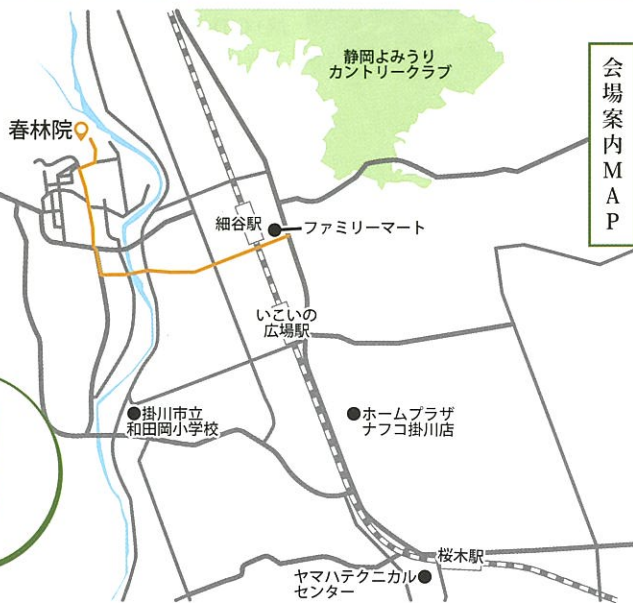 会場案内MAP
静岡よみうり
カントリークラブ
春林院
細谷駅
ファミリーマート
いこいの
広場駅
掛川市立
和田岡小学校
ホームプラザ
ナフコ掛川店
桜木駅
ヤマハテクニカル
センター